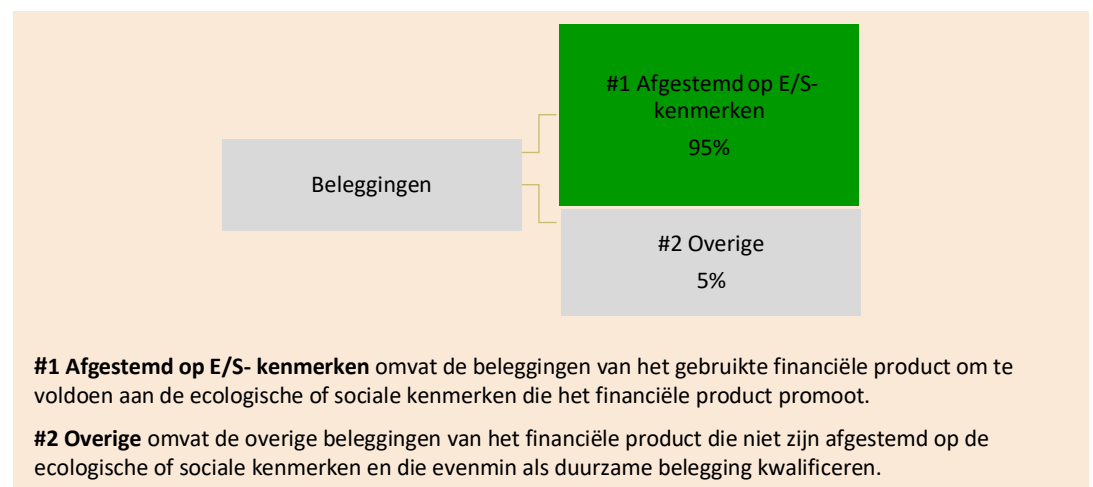 #1 Afgestemd op E/S-
kenmerken
95%
Beleggingen
#2 Overige
5%
#1 Afgestemd op E/S- kenmerken omvat de beleggingen van het gebruikte financiële product om te
voldoen aan de ecologische of sociale kenmerken die het financiële product promoot.
#2 Overige omvat de overige beleggingen van het financiële product die niet zijn afgestemd op de
ecologische of sociale kenmerken en die evenmin als duurzame belegging kwalificeren.